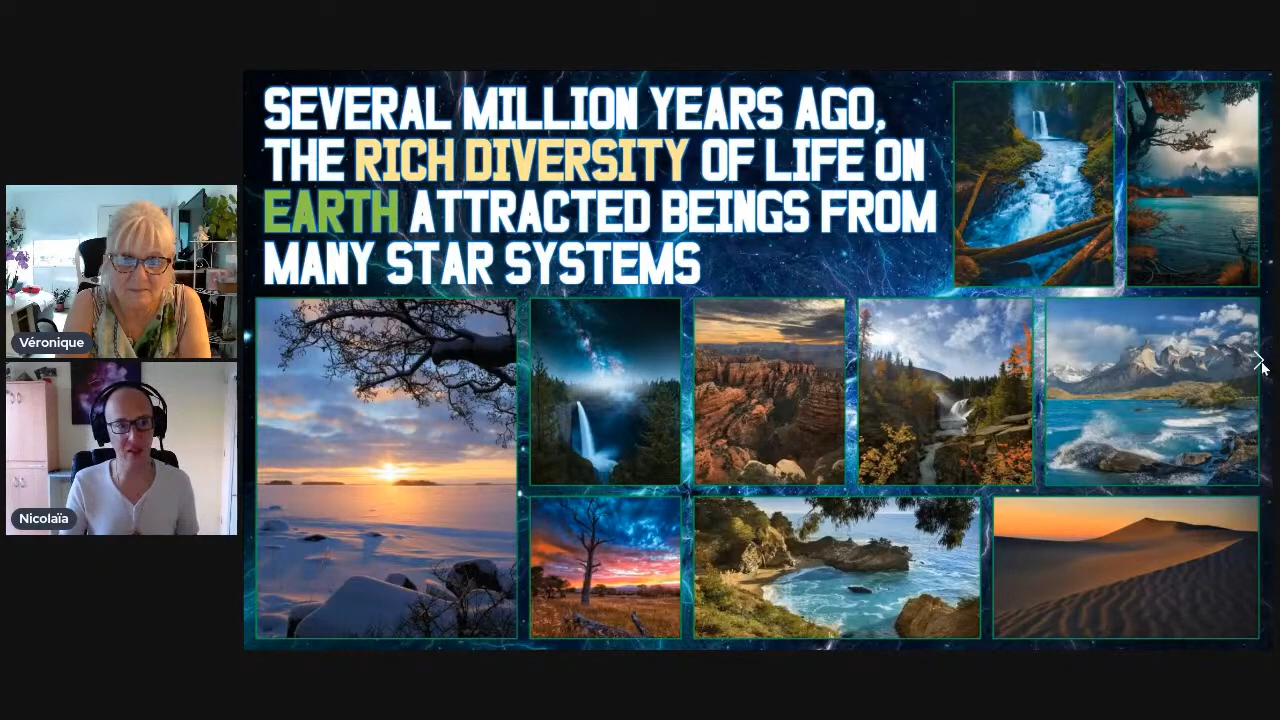 SEVERAL MILLION YEARS AGO,
THE RICH DIVERSITY OF LIFE ON
EARTH ATTRACTED BEINGS FROM
MANY STAR SYSTEMS
Véronique
Nicolaïa